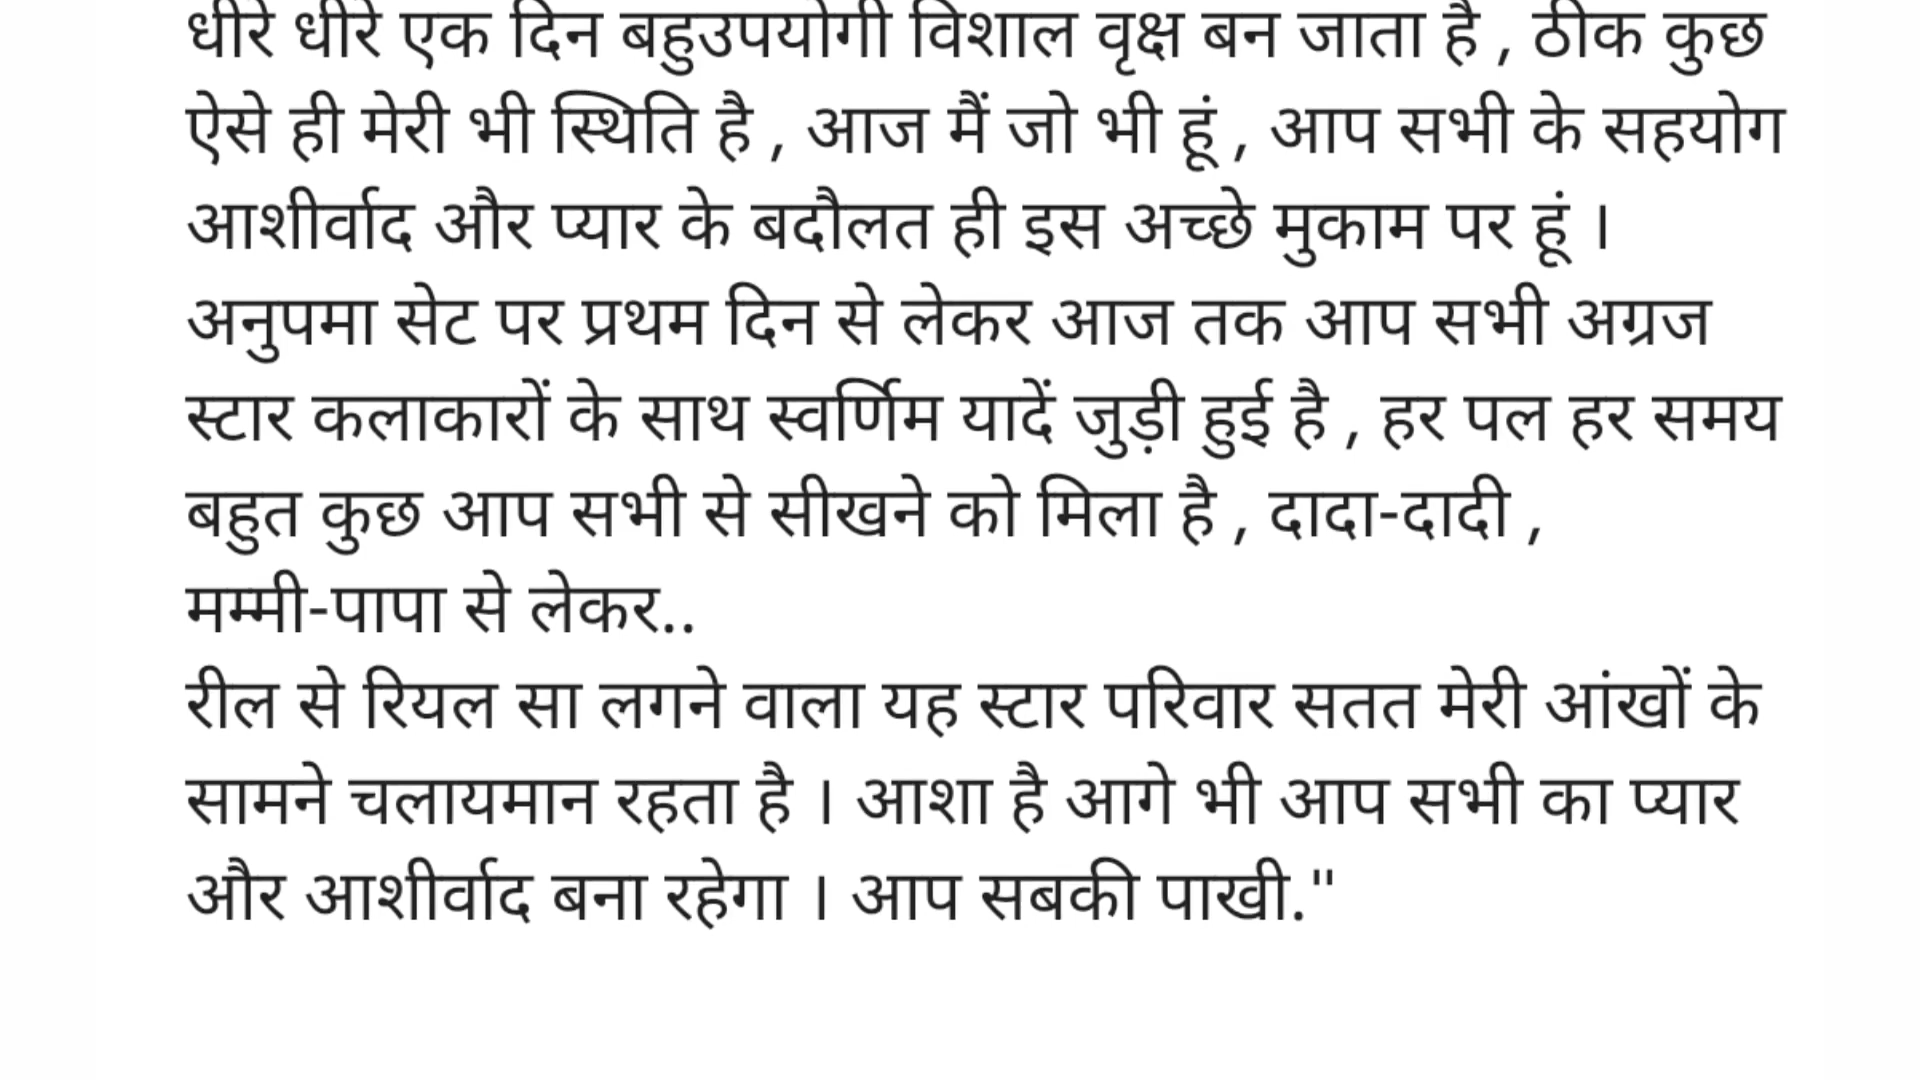 धीरे धीरे एक दिन बहुउपयोगी विशाल वृक्ष बन जाता है , ठीक कुछ
ऐसे ही मेरी भी स्थिति है , आज मैं जो भी हूं , आप सभी के सहयोग
आशीर्वाद और प्यार के बदौलत ही इस अच्छे मुकाम पर हूं ।
अनुपमा सेट पर प्रथम दिन से लेकर आज तक आप सभी अग्रज
स्टार कलाकारों के साथ स्वर्णिम यादें जुड़ी हुई है , हर पल हर समय
बहुत कुछ आप सभी से सीखने को मिला है , दादा-दादी ,
मम्मी-पापा से लेकर..
रील से रियल सा लगने वाला यह स्टार परिवार सतत मेरी आंखों के
सामने चलायमान रहता है । आशा है आगे भी आप सभी का प्यार
और आशीर्वाद बना रहेगा । आप सबकी पाखी."